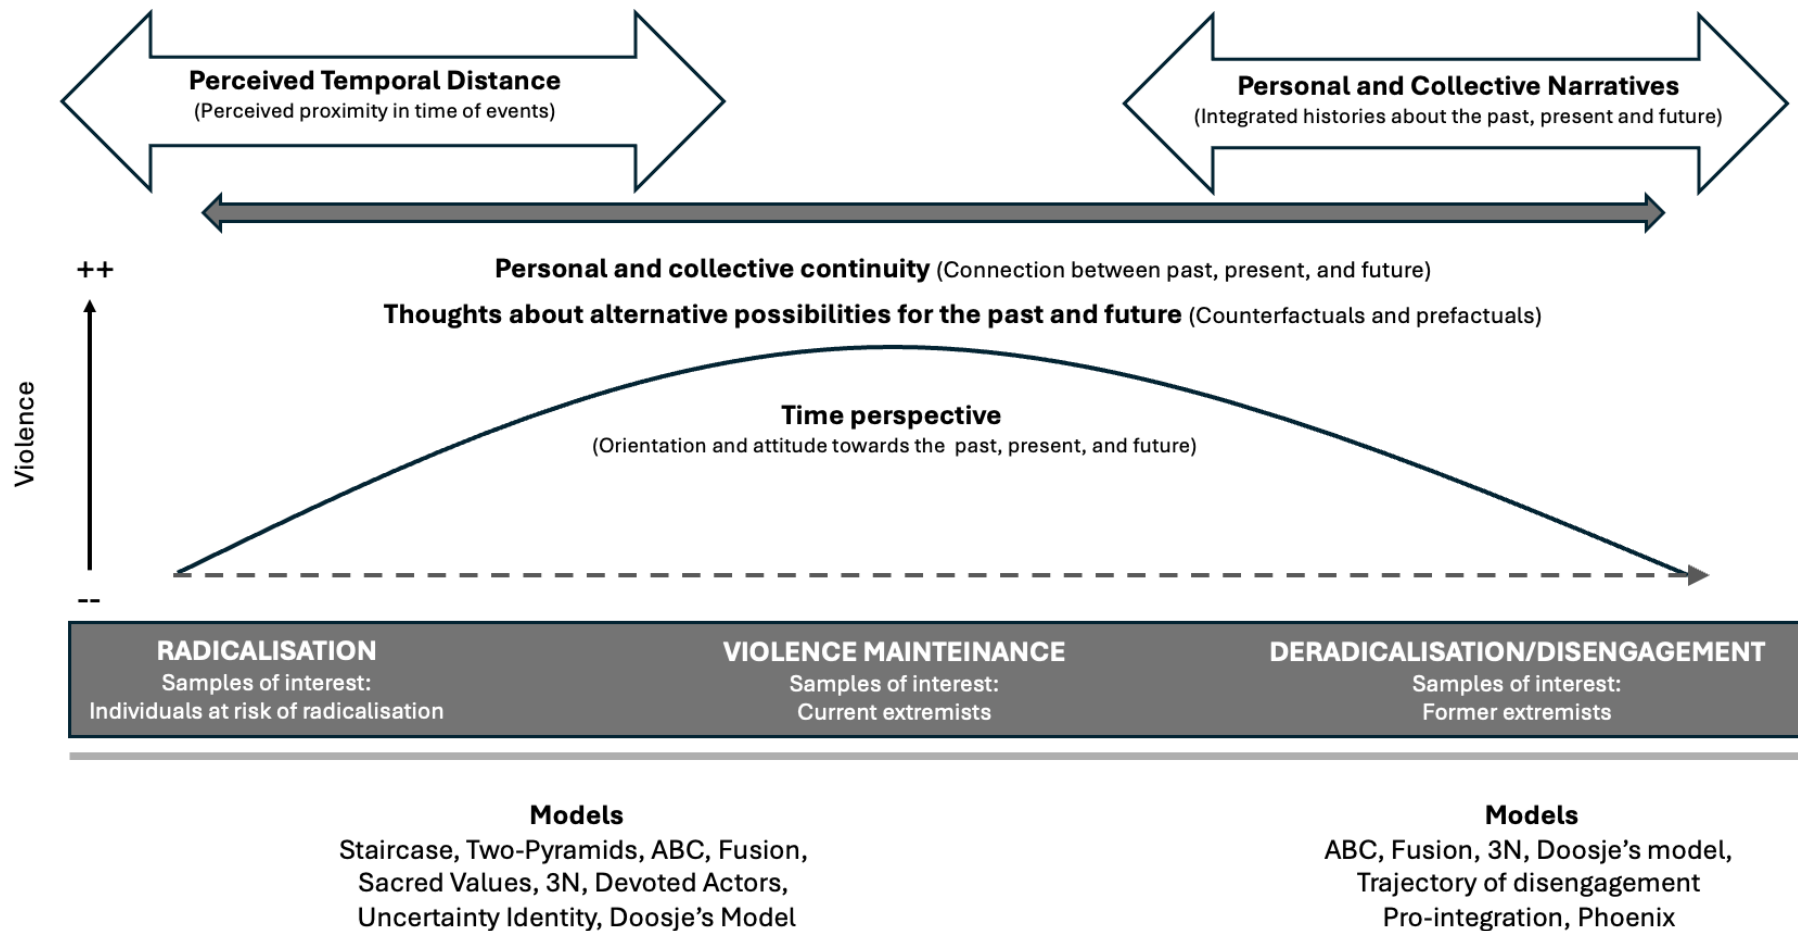 Perceived Temporal Distance
(Perceived proximity in time of events)
Personal and Collective Narratives
(Integrated histories about the past, present and future)
++
Personal and collective continuity (Connection between past, present, and future)
Thoughts about alternative possibilities for the past and future (Counterfactuals and prefactuals)
Violence
Time perspective
(Orientation and attitude towards the past, present, and future)
--
RADICALISATION
Samples of interest:
Individuals at risk of radicalisation
VIOLENCE MAINTEINANCE
Samples of interest:
Current extremists
DERADICALISATION/DISENGAGEMENT
Samples of interest:
Former extremists
Models
Staircase, Two-Pyramids, ABC, Fusion,
Sacred Values, 3N, Devoted Actors,
Uncertainty Identity, Doosje’s Model
Models
ABC, Fusion, 3N, Doosje’s model,
Trajectory of disengagement
Pro-integration, Phoenix